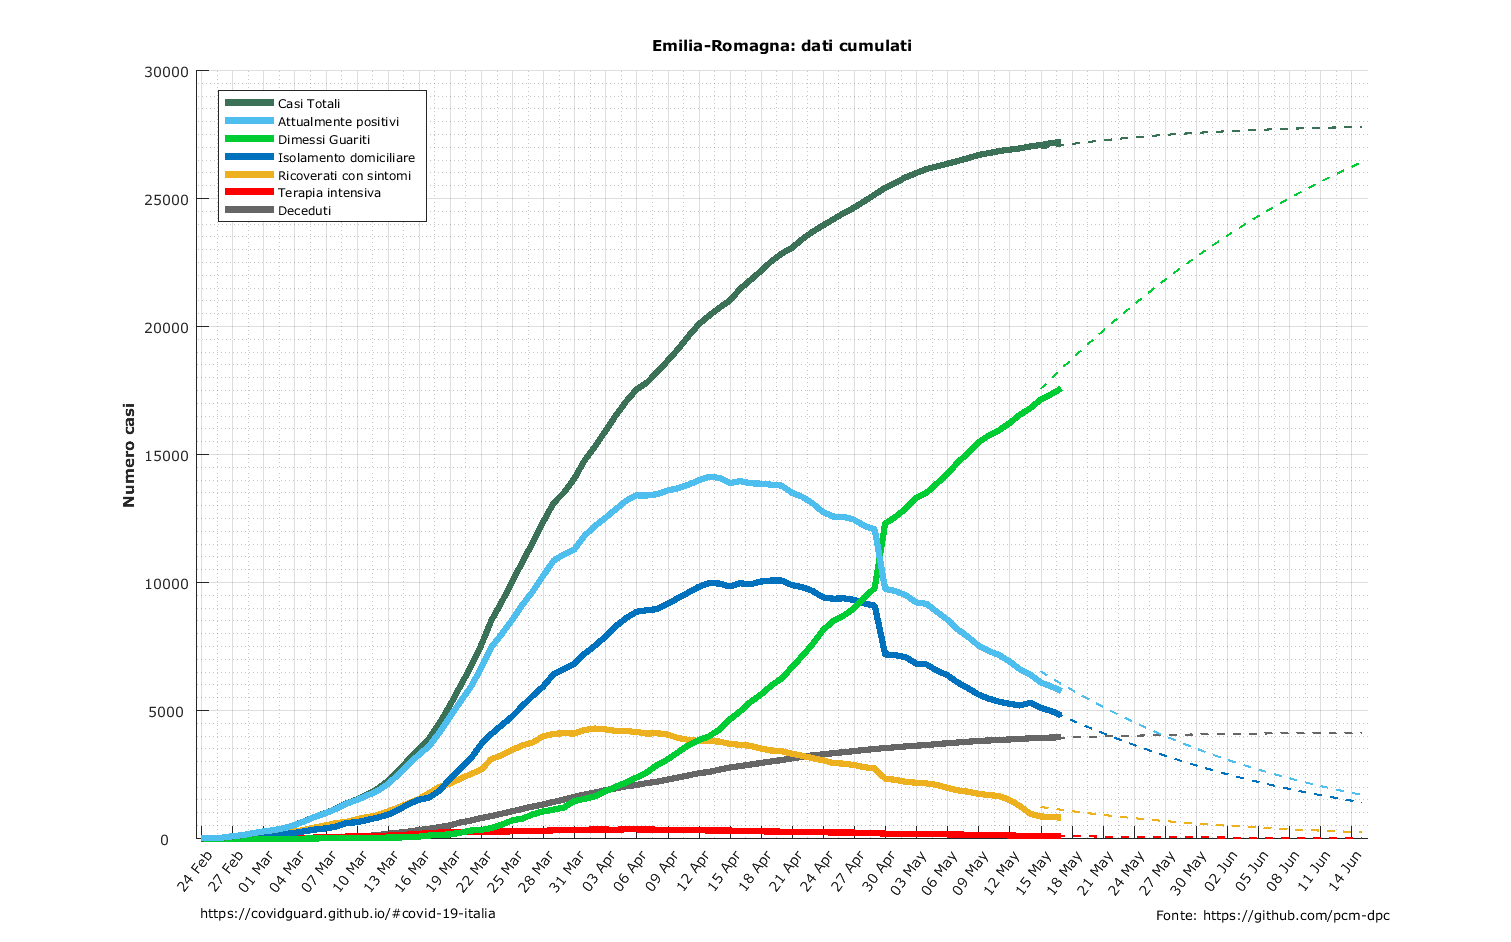 Emilia-Romagna: dati cumulati
30000
25000
20000
15000
10000
5000
0
Numero casi
Casi Totali
Attualmente positivi
Dimessi Guariti
Isolamento domiciliare
Ricoverati con sintomi
Terapia intensiva
Deceduti
24 Feb
27 Feb
01 Mar
04 Mar
07 Mar
10 Mar
13 Mar
16 Mar
19 Mar
22 Mar
25 Mar
28 Mar
31 Mar
03 Apr
06 Apr
09 Apr
12 Apr
15 Apr
18 Apr
21 Apr
24 Apr
27 Apr
30 Apr
03 May
06 May
09 May
12 May
15 May
18 May
21 May
24 May
27 May
30 May
02 Jun
05 Jun
08 Jun
11 Jun
14 Jun
https://covidguard.github.io/#covid-19-italia
Fonte: https://github.com/pcm-dpc